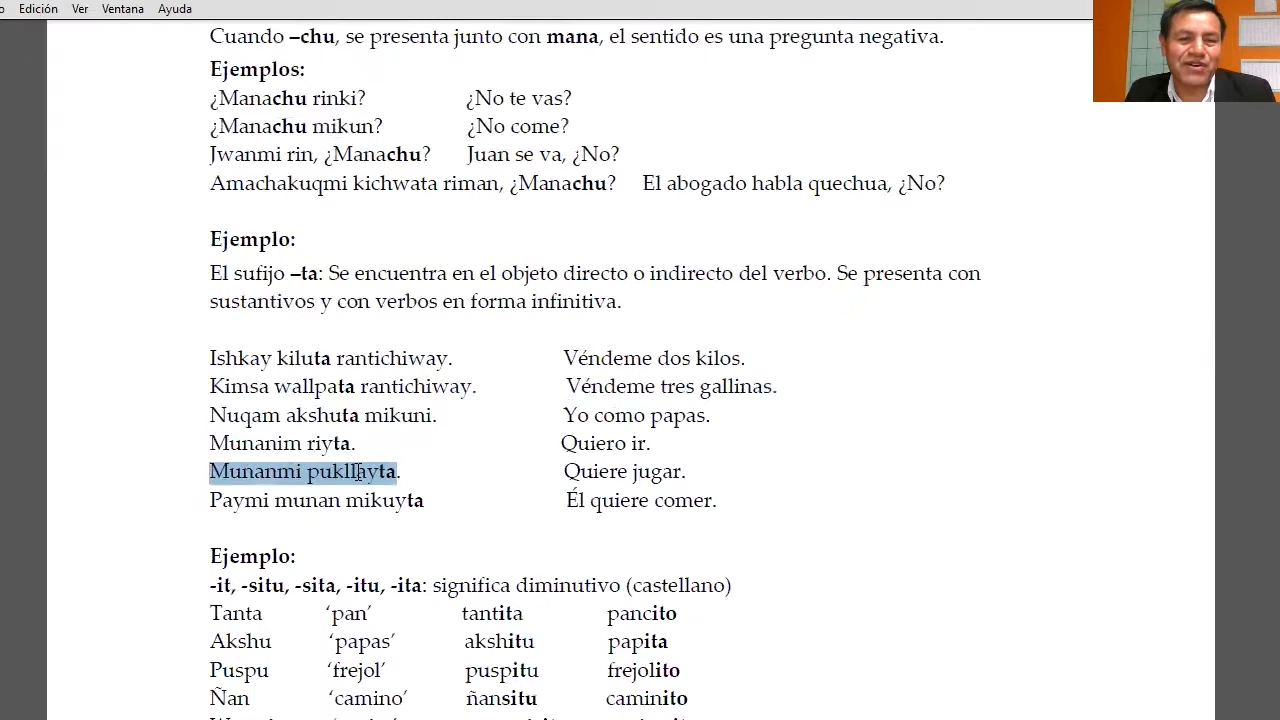 o Edición Ver Ventana Ayuda
Cuando –chu, se presenta junto con mana, el sentido es una pregunta negativa.
Ejemplos:
¿Manachu rinki? ¿No te vas?
¿Manachu mikun? ¿No come?
Jwanmi rin, ¿Manachu? Juan se va, ¿No?
Amachakuqmi kichwata riman, ¿Manachu? El abogado habla quechua, ¿No?
Ejemplo:
El sufijo –ta: Se encuentra en el objeto directo o indirecto del verbo. Se presenta con
sustantivos y con verbos en forma infinitiva.
Ishkay kiluta rantichiway. Véndeme dos kilos.
Kimsa wallpata rantichiway. Véndeme tres gallinas.
Nuqam akshuta mikuni. Yo como papas.
Munanim riyta. Quiero ir.
Munanmi pukllayta. Quiere jugar.
Paymi munan mikuyta Él quiere comer.
Ejemplo:
-it, -situ, -sita, -itu, -ita: significa diminutivo (castellano)
Tanta ‘pan’ tantita pancito
Akshu ‘papas’ akshitu papita
Puspu ‘frejol’ puspitu frejolito
Ñan ‘camino’ ñansitu caminito